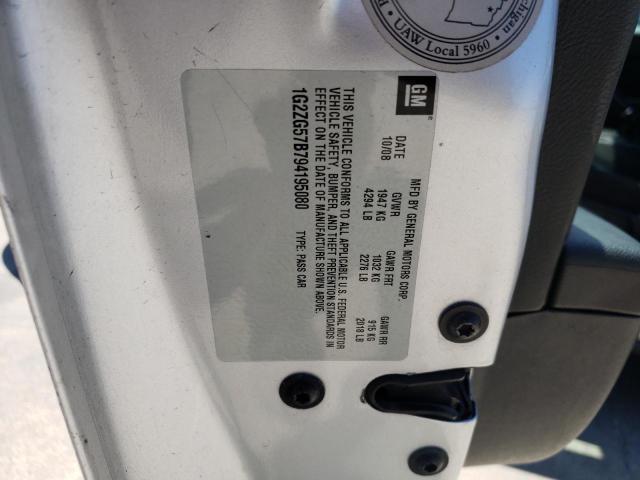 Michigan
UAW Local 5960
GM
MFD BY GENERAL MOTORS CORP.
DATE GVWR GAWR FRT GAWR RR
10/08 1947 KG 1032 KG 915 KG
4294 LB 2276 LB 2018 LB
THIS VEHICLE CONFORMS TO ALL APPLICABLE U.S. FEDERAL MOTOR
VEHICLE SAFETY, BUMPER, AND THEFT PREVENTION STANDARDS IN
EFFECT ON THE DATE OF MANUFACTURE SHOWN ABOVE.
1G2ZG57B794195080 TYPE: PASS CAR